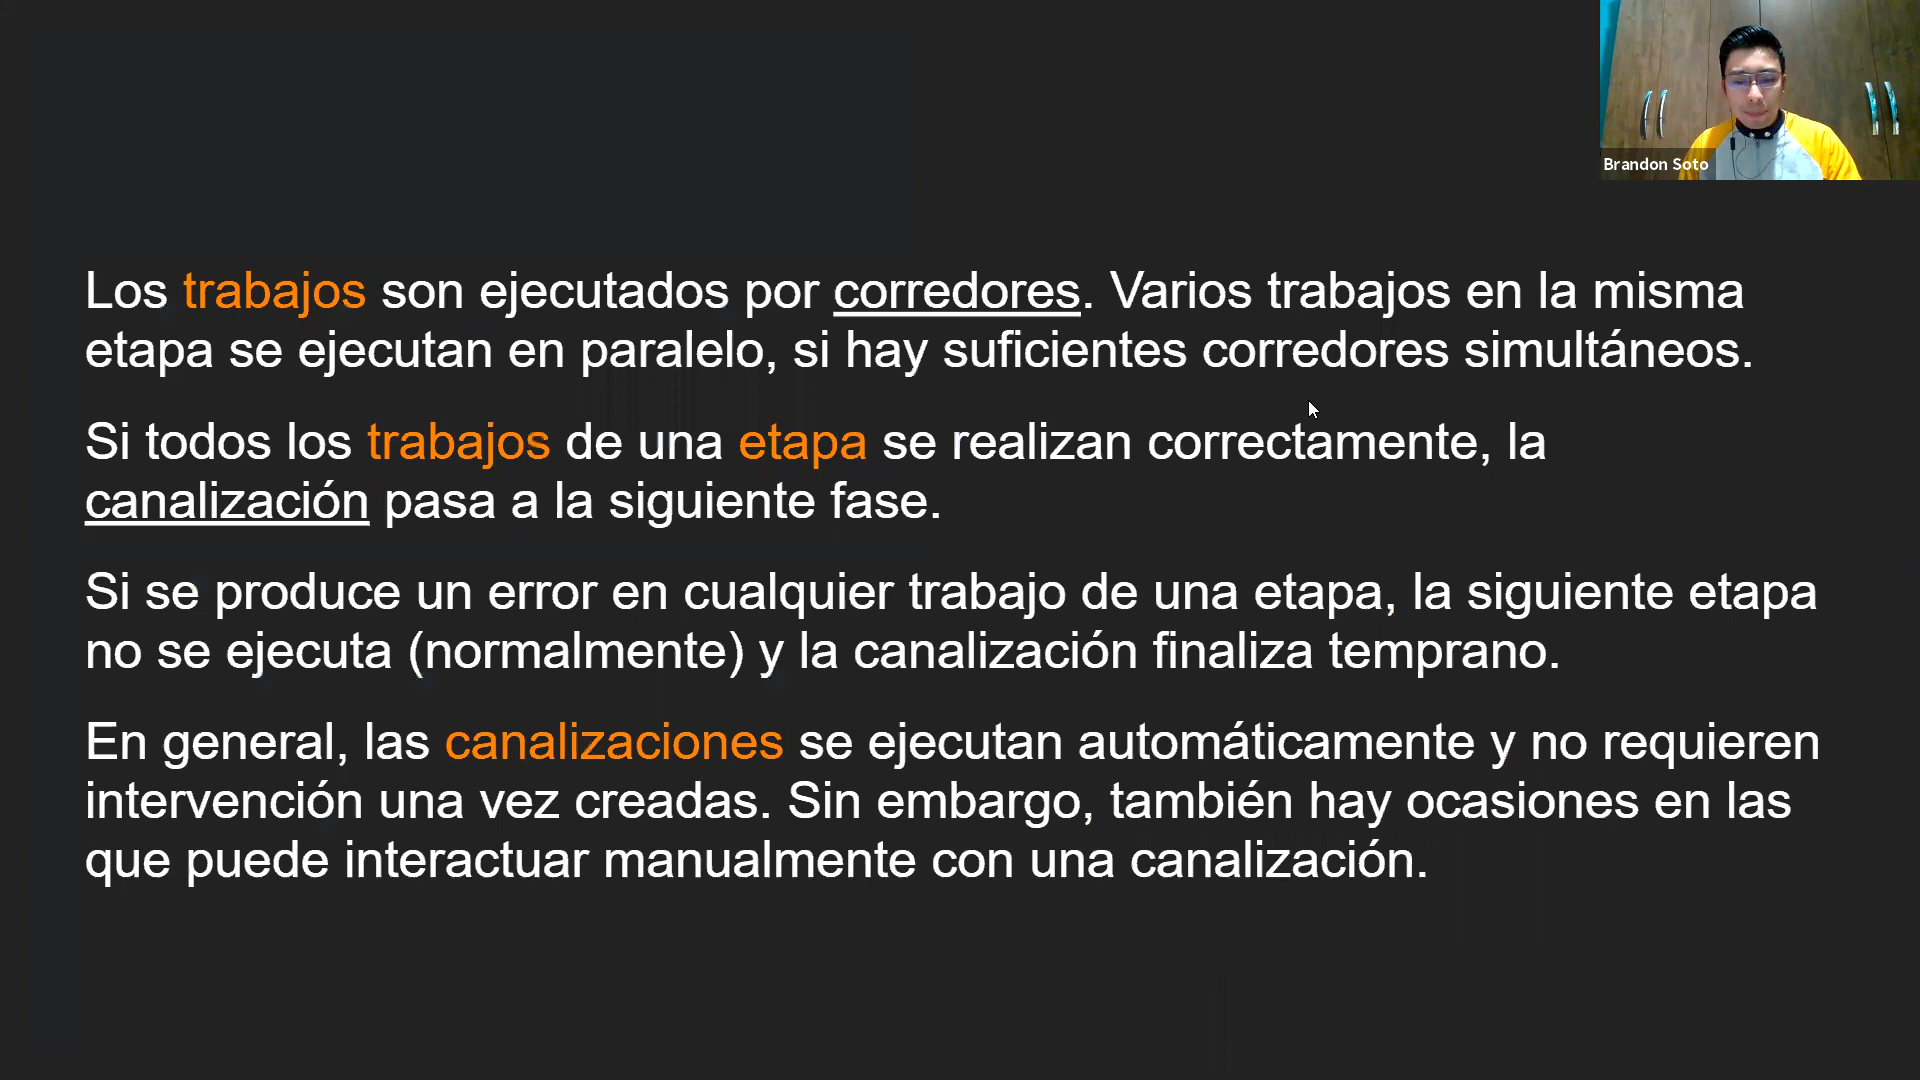 Brandon Soto
Los trabajos son ejecutados por corredores. Varios trabajos en la misma
etapa se ejecutan en paralelo, si hay suficientes corredores simultáneos.
Si todos los trabajos de una etapa se realizan correctamente, la
canalización pasa a la siguiente fase.
Si se produce un error en cualquier trabajo de una etapa, la siguiente etapa
no se ejecuta (normalmente) y la canalización finaliza temprano.
En general, las canalizaciones se ejecutan automáticamente y no requieren
intervención una vez creadas. Sin embargo, también hay ocasiones en las
que puede interactuar manualmente con una canalización.